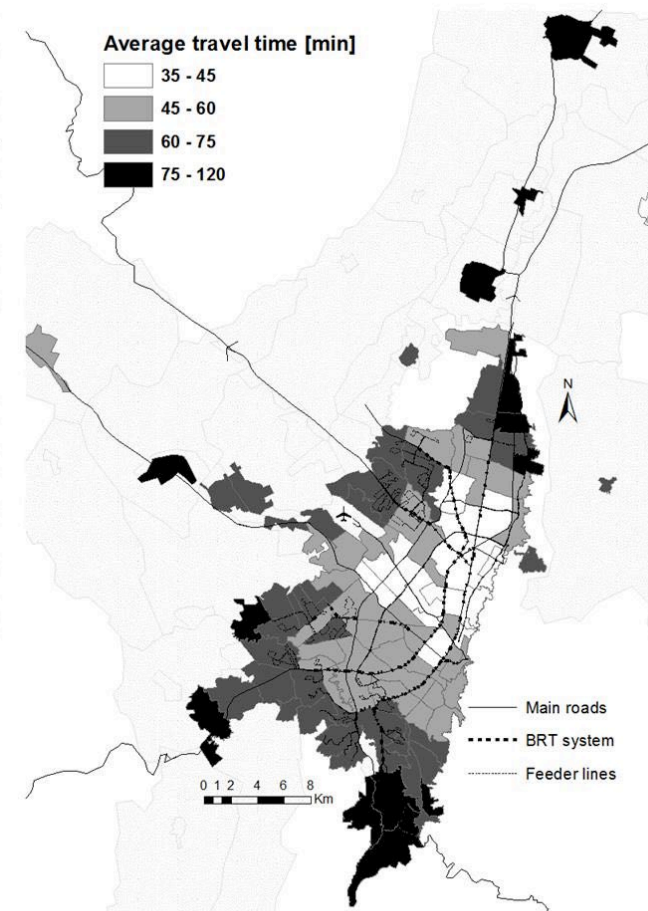 Average travel time [min]
35 - 45
45 - 60
60 - 75
75 - 120
N
Main roads
BRT system
Feeder lines
0 1 2 4 6 8
Km